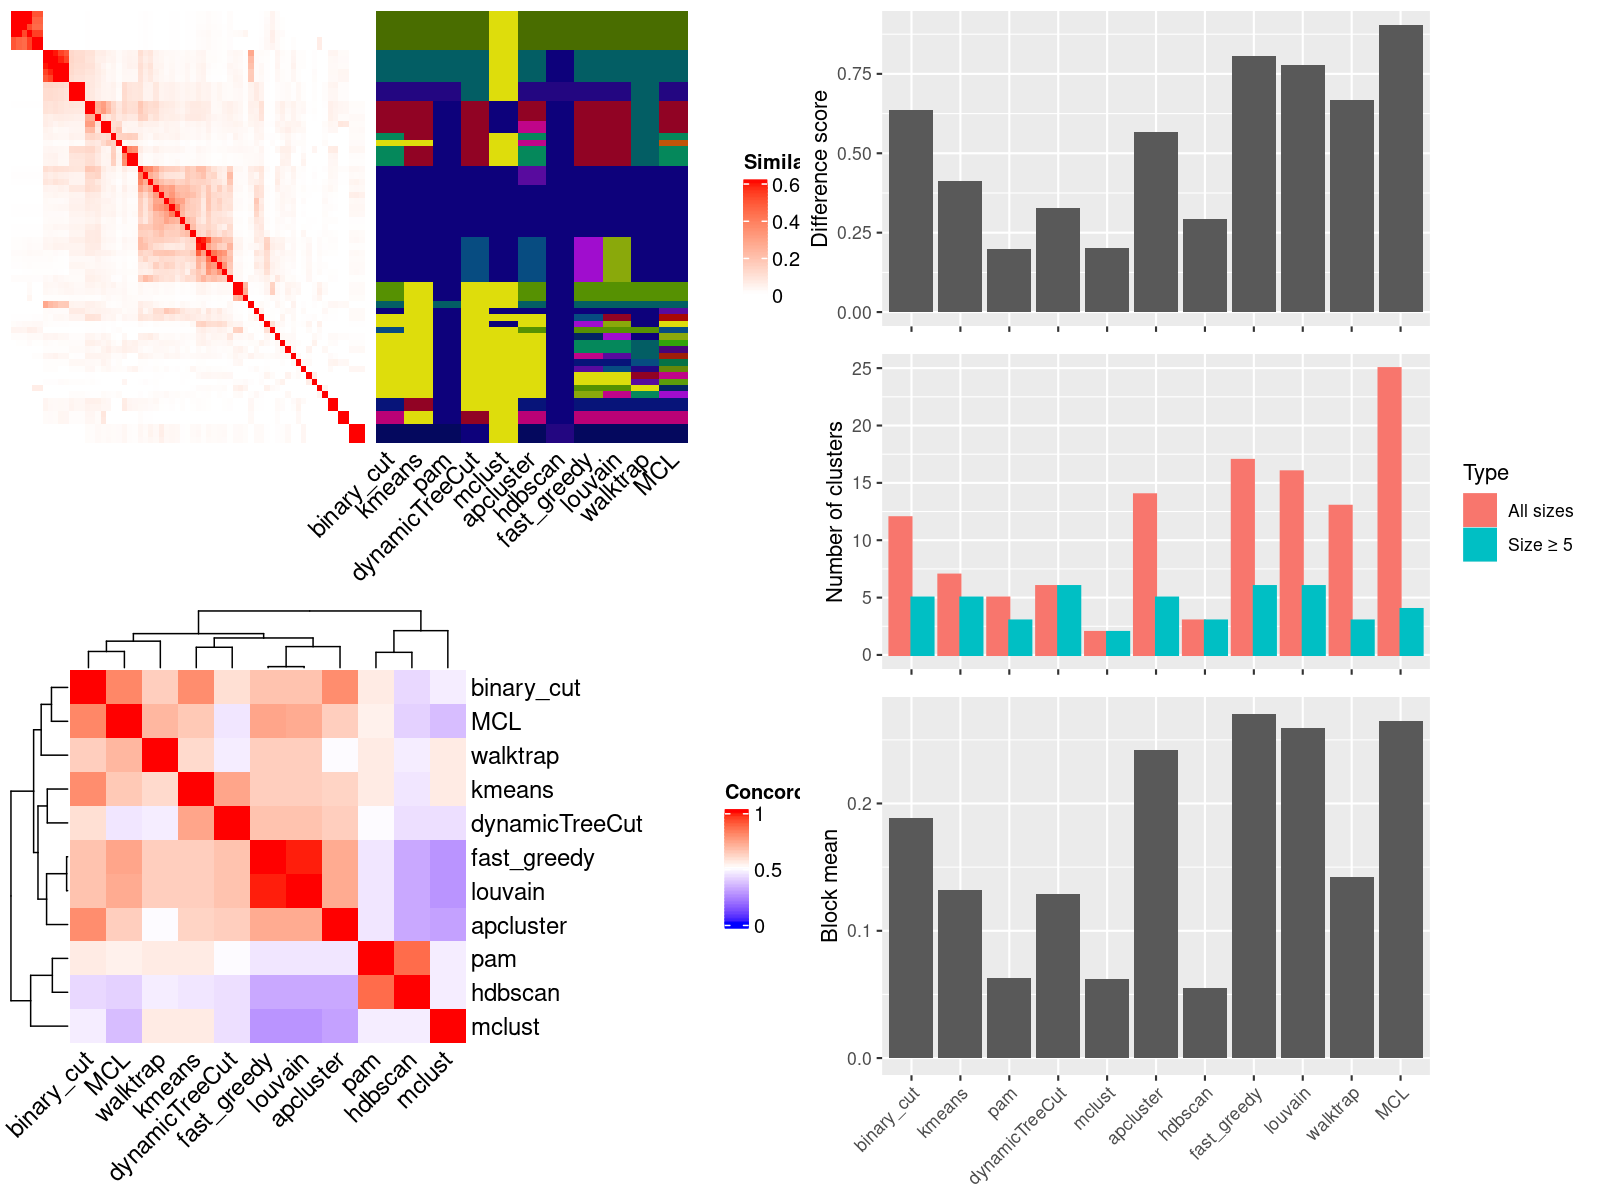 Simila
0.6
0.4
0.2
0
binary_cut
kmeans
pam
dynamicTreeCut
mclust
apcluster
hdbscan
fast_greedy
louvain
walktrap
MCL
Difference score
0.75
0.50
0.25
0.00
Number of clusters
25
20
15
10
5
0
Type
All sizes
Size ≥ 5
binary_cut
MCL
walktrap
kmeans
dynamicTreeCut
fast_greedy
louvain
apcluster
pam
hdbscan
mclust
binary_cut
MCL
walktrap
kmeans
dynamicTreeCut
fast_greedy
louvain
apcluster
pam
hdbscan
mclust
Concord
1
0.5
0
Block mean
0.2
0.1
0.0
binary_cut
kmeans
pam
dynamicTreeCut
mclust
apcluster
hdbscan
fast_greedy
louvain
walktrap
MCL